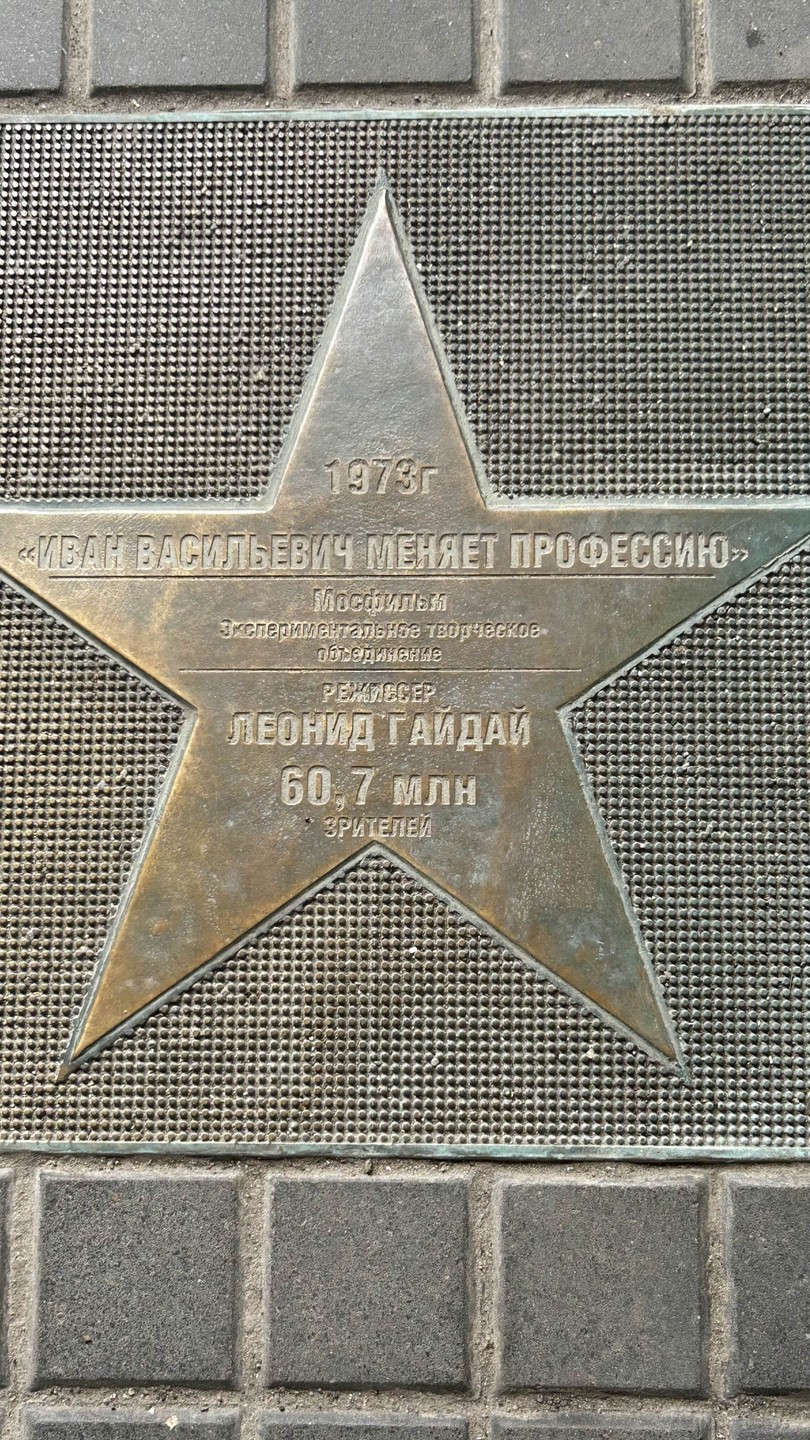 1973г
«ИВАН ВАСИЛЬЕВИЧ МЕНЯЕТ ПРОФЕССИЮ»
Мосфильм
Экспериментальное творческое
объединение
РЕЖИССЕР
ЛЕОНИД ГАЙДАЙ
60,7 млн
ЗРИТЕЛЕЙ